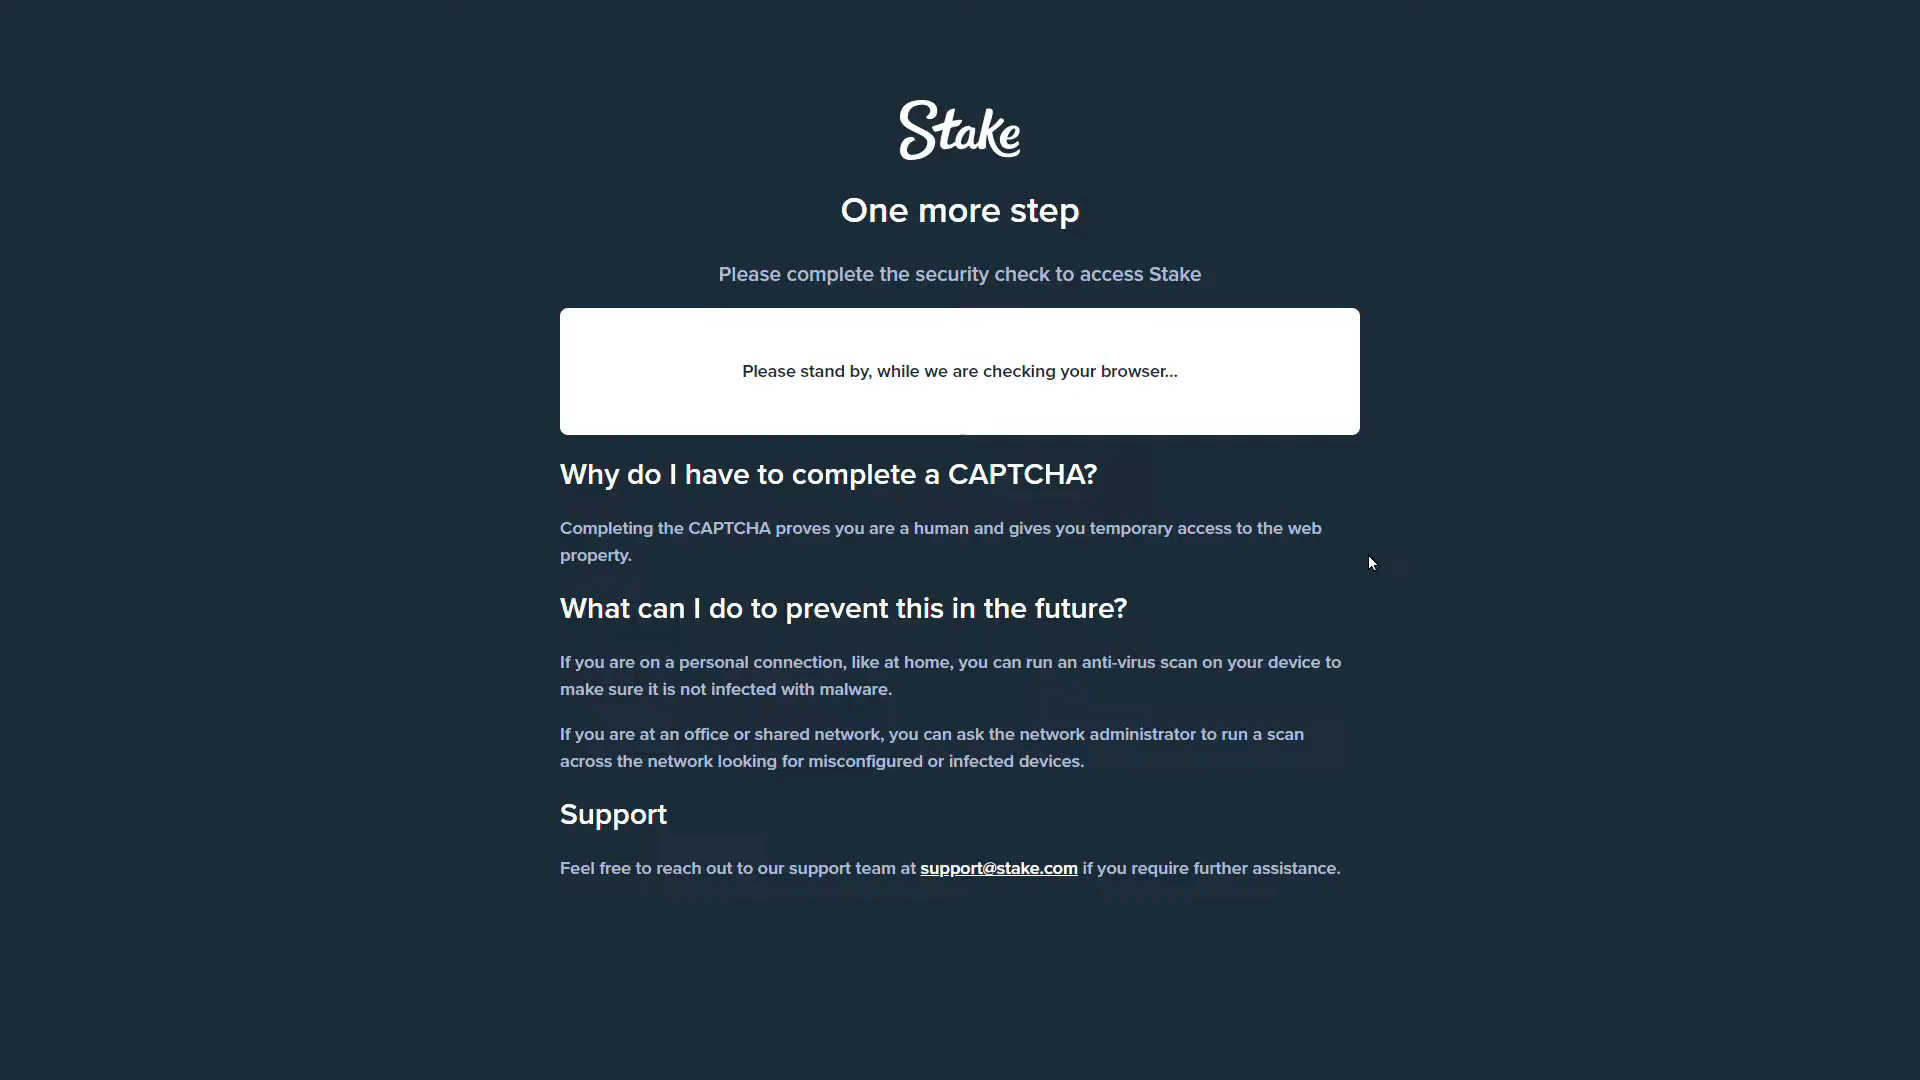 Stake
One more step
Please complete the security check to access Stake
Please stand by, while we are checking your browser...
Why do I have to complete a CAPTCHA?
Completing the CAPTCHA proves you are a human and gives you temporary access to the web
property.
What can I do to prevent this in the future?
If you are on a personal connection, like at home, you can run an anti-virus scan on your device to
make sure it is not infected with malware.
If you are at an office or shared network, you can ask the network administrator to run a scan
across the network looking for misconfigured or infected devices.
Support
Feel free to reach out to our support team at support@stake.com if you require further assistance.